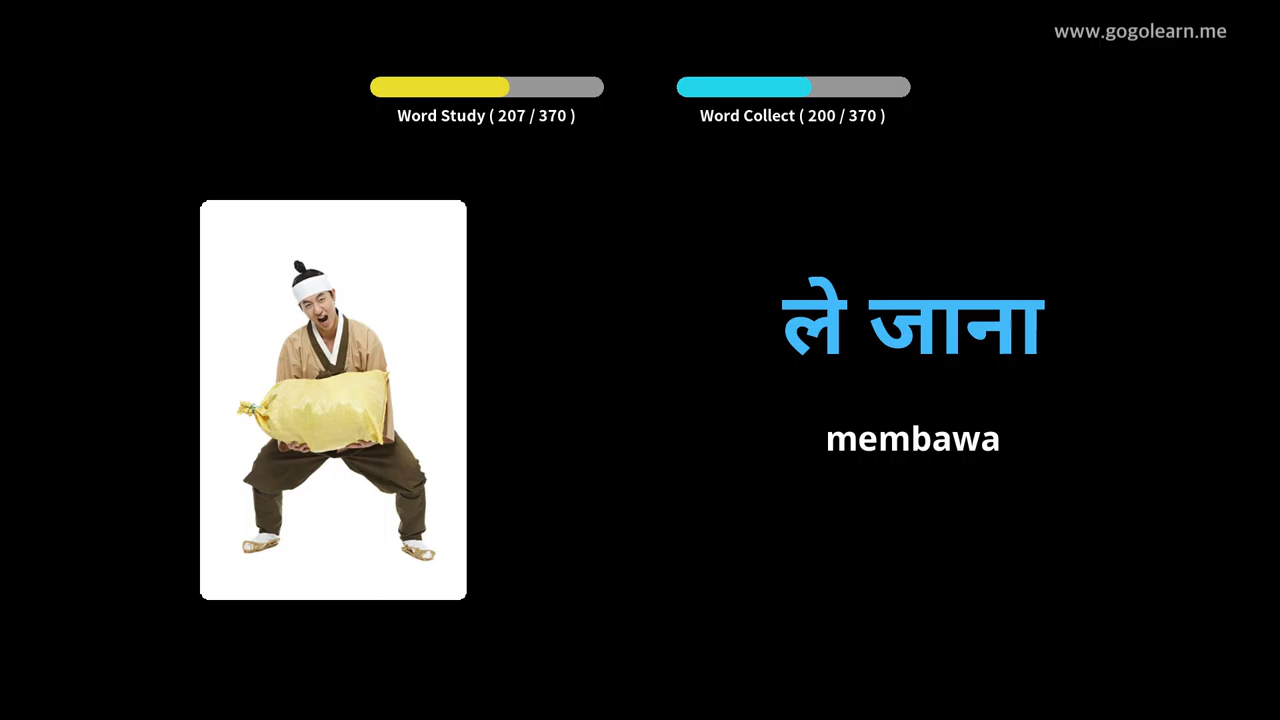 www.gogolearn.me
Word Study ( 207 / 370 )
Word Collect ( 200 / 370 )
ले जाना
membawa